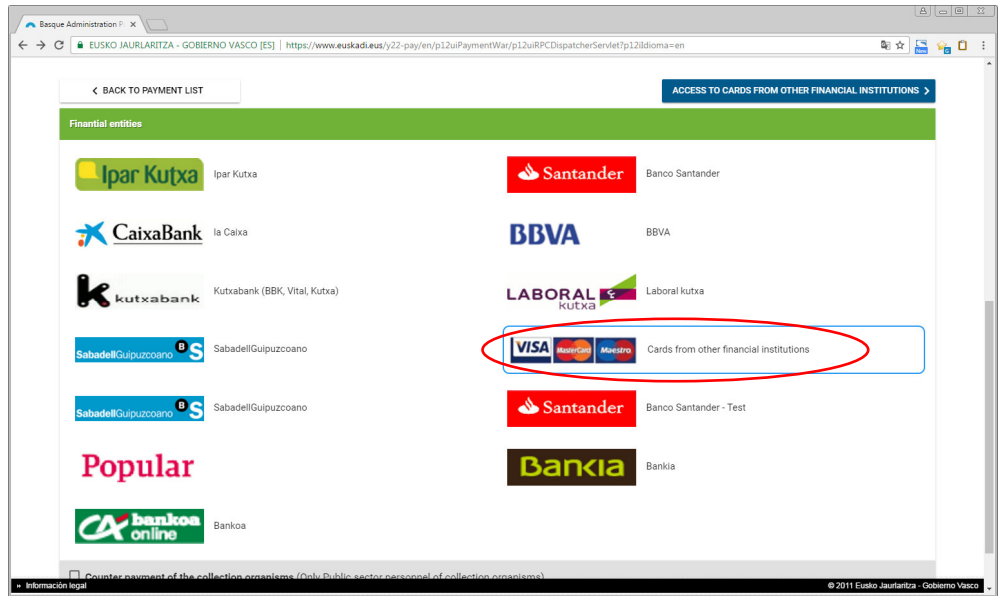 Basque Administration P
EUSKO JAURLARITZA - GOBIERNO VASCO [ES] | https://www.euskadi.eus/y22-pay/en/p12uiPaymentWar/p12uiRPCDispatcherServlet?p12iIdioma=en
New
BACK TO PAYMENT LIST
ACCESS TO CARDS FROM OTHER FINANCIAL INSTITUTIONS
Finantial entities
Ipar Kutxa Ipar Kutxa
Santander Banco Santander
CaixaBank la Caixa
BBVA BBVA
kutxabank Kutxabank (BBK, Vital, Kutxa)
LABORAL kutxa Laboral kutxa
SabadellGuipuzcoano BS SabadellGuipuzcoano
VISA MasterCard Maestro Cards from other financial institutions
SabadellGuipuzcoano BS SabadellGuipuzcoano
Santander Banco Santander - Test
Popular
Bankia Bankia
CA bankoa online Bankoa
Counter payment of the collection organisms (Only Public sector personnel of collection organisms)
» Información legal
© 2011 Eusko Jaurlaritza - Gobierno Vasco